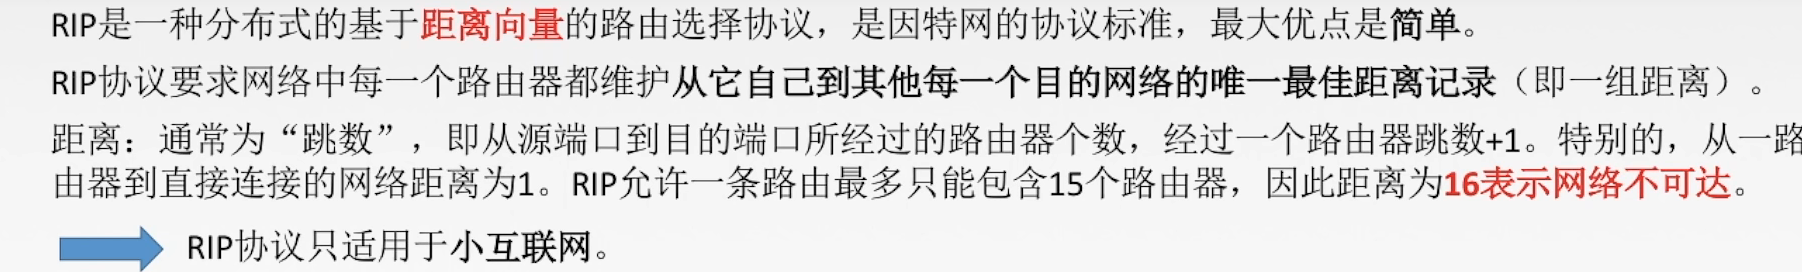 RIP是一种分布式的基于距离向量的路由选择协议，是因特网的协议标准，最大优点是简单。
RIP协议要求网络中每一个路由器都维护从它自己到其他每一个目的网络的唯一最佳距离记录（即一组距离）。
距离：通常为“跳数”，即从源端口到目的端口所经过的路由器个数，经过一个路由器跳数+1。特别的，从一路
由器到直接连接的网络距离为1。RIP允许一条路由最多只能包含15个路由器，因此距离为16表示网络不可达。
RIP协议只适用于小互联网。